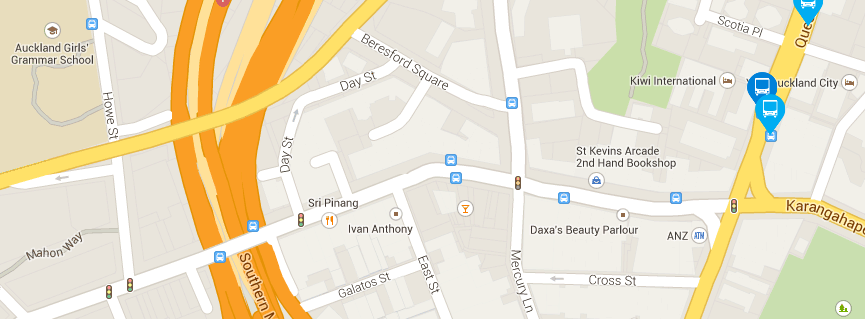 Auckland Girls'
Grammar School
Howe St
Beresford Square
Day St
Day St
Scotia Pl
Que
Kiwi International
Auckland City
St Kevins Arcade
2nd Hand Bookshop
Sri Pinang
Ivan Anthony
Daxa's Beauty Parlour
ANZ
ATM
Karangahape
Mahon Way
Southern M
Galatos St
East St
Mercury Ln
Cross St